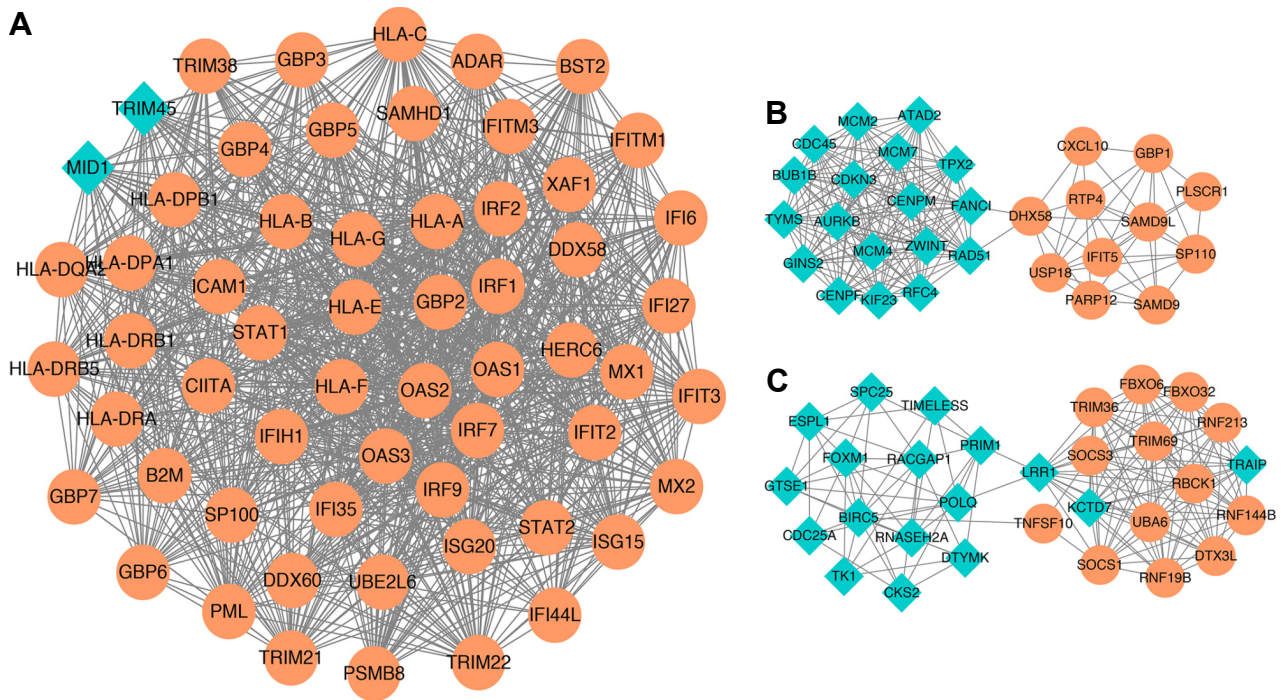 A
HLA-C
TRIM38
GBP3
ADAR
BST2
TRIM45
SAMHD1
GBP5
IFITM3
IFITM1
GBP4
MID1
XAF1
HLA-DPB1
HLA-B
HLA-A
IRF2
IFI6
HLA-G
DDX58
HLA-DPA1
ICAM1
IRF1
HLA-E
GBP2
IFI27
STAT1
HLA-DRB1
HERC6
HLA-DRB5
OAS1
MX1
CIITA
HLA-F
OAS2
IFIT3
HLA-DRA
IFIH1
IRF7
IFIT2
OAS3
B2M
MX2
GBP7
IRF9
SP100
IFI35
STAT2
ISG15
ISG20
GBP6
DDX60
UBE2L6
PML
IFI44L
TRIM21
PSMB8
TRIM22
B
MCM2
ATAD2
CDC45
MCM7
TPX2
BUB1B
CDKN3
CENPM
FANCI
TYMS
AURKB
ZWINT
MCM4
RAD51
GINS2
CENPF
KIF23
RFC4
CXCL10
GBP1
PLSCR1
RTP4
DHX58
SAMD9L
IFIT5
SP110
USP18
PARP12
SAMD9
C
SPC25
TIMELESS
ESPL1
PRIM1
FOXM1
RACGAP1
GTSE1
POLQ
BIRC5
CDC25A
RNASEH2A
DTYMK
TK1
CKS2
FBXO6
FBXO32
TRIM36
RNF213
TRIM69
SOCS3
TRAIP
LRR1
RBCK1
KCTD7
RNF144B
TNFSF10
UBA6
DTX3L
SOCS1
RNF19B